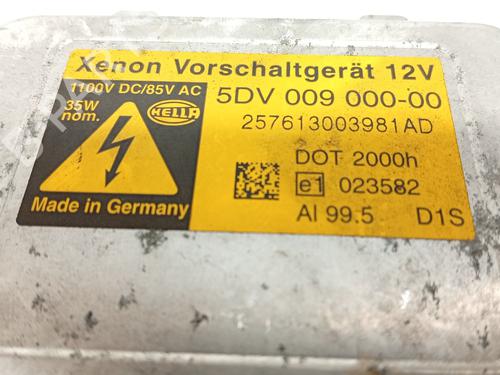 Xenon Vorschaltgerät 12V
1100V DC/85V AC
35W
nom.
HELLA
Made in Germany
5DV 009 000-00
257613003981AD
DOT 2000h
e1 023582
Al 99.5 D1S